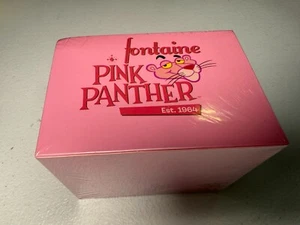 fontaine
PINK
PANTHER
Est. 1964